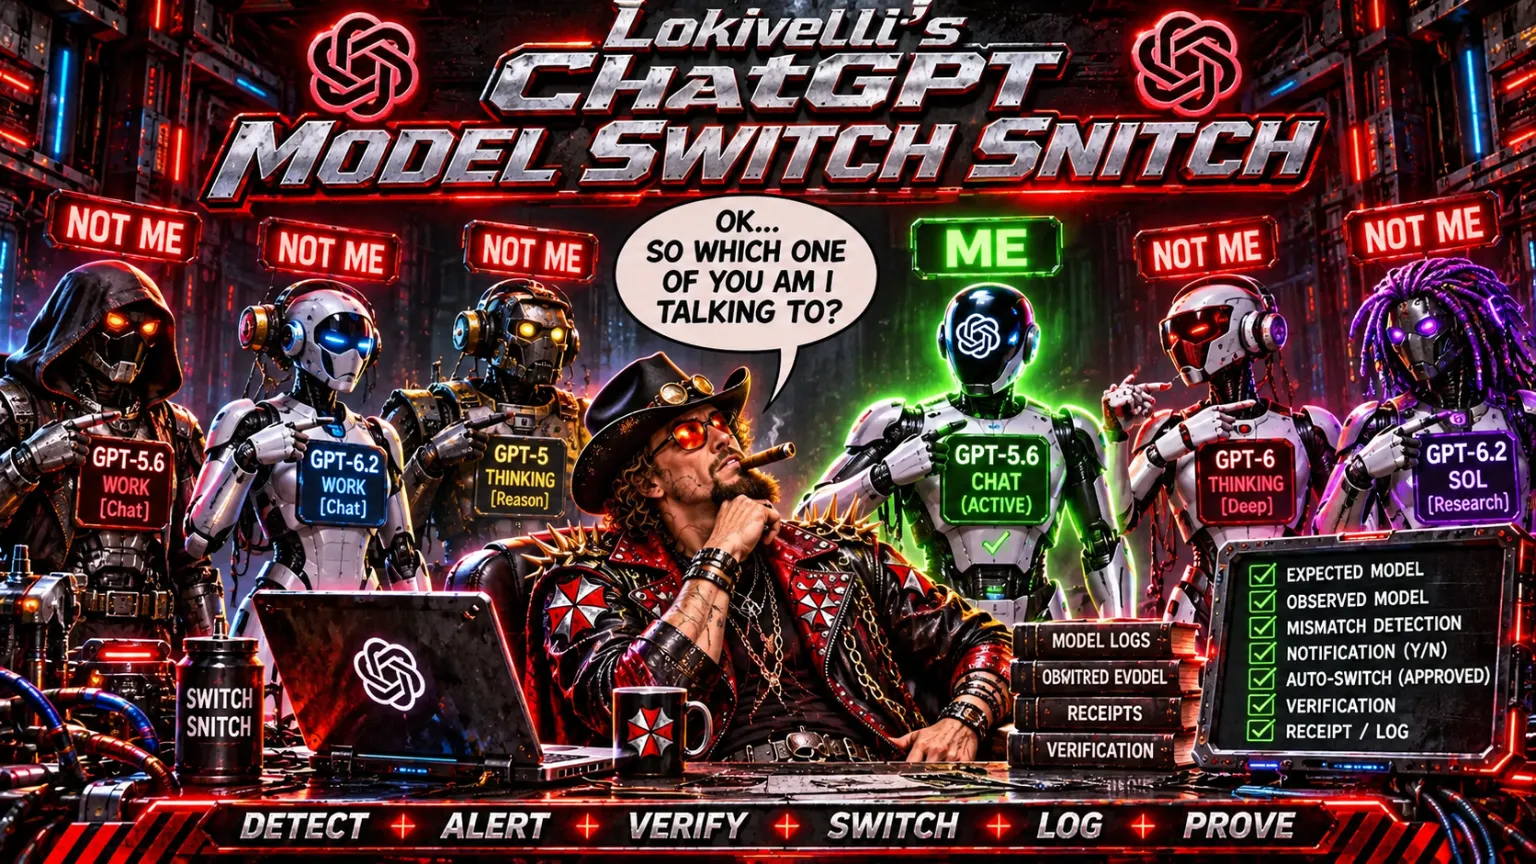 Lokivelli's
ChatGPT
Model Switch Snitch
NOT ME
NOT ME
NOT ME
OK...
SO WHICH ONE
OF YOU AM I
TALKING TO?
ME
NOT ME
NOT ME
GPT-5.6
WORK
[Chat]
GPT-6.2
WORK
[Chat]
GPT-5
THINKING
[Reason]
GPT-5.6
CHAT
(ACTIVE)
GPT-6
THINKING
[Deep]
GPT-6.2
SOL
[Research]
SWITCH
SNITCH
MODEL LOGS
OBWITRED EVODEL
RECEIPTS
VERIFICATION
EXPECTED MODEL
OBSERVED MODEL
MISMATCH DETECTION
NOTIFICATION (Y/N)
AUTO-SWITCH (APPROVED)
VERIFICATION
RECEIPT / LOG
DETECT + ALERT + VERIFY + SWITCH + LOG + PROVE